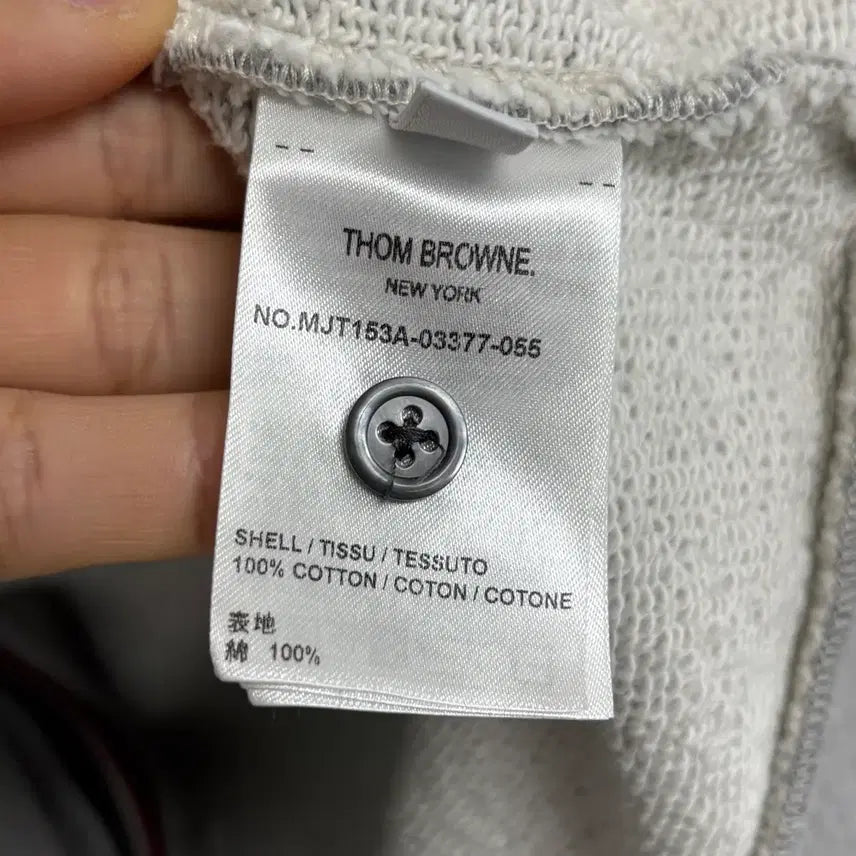 THOM BROWNE.
NEW YORK
NO.MJT153A-03377-055
SHELL / TISSU / TESSUTO
100% COTTON / COTON / COTONE
表地
綿 100%